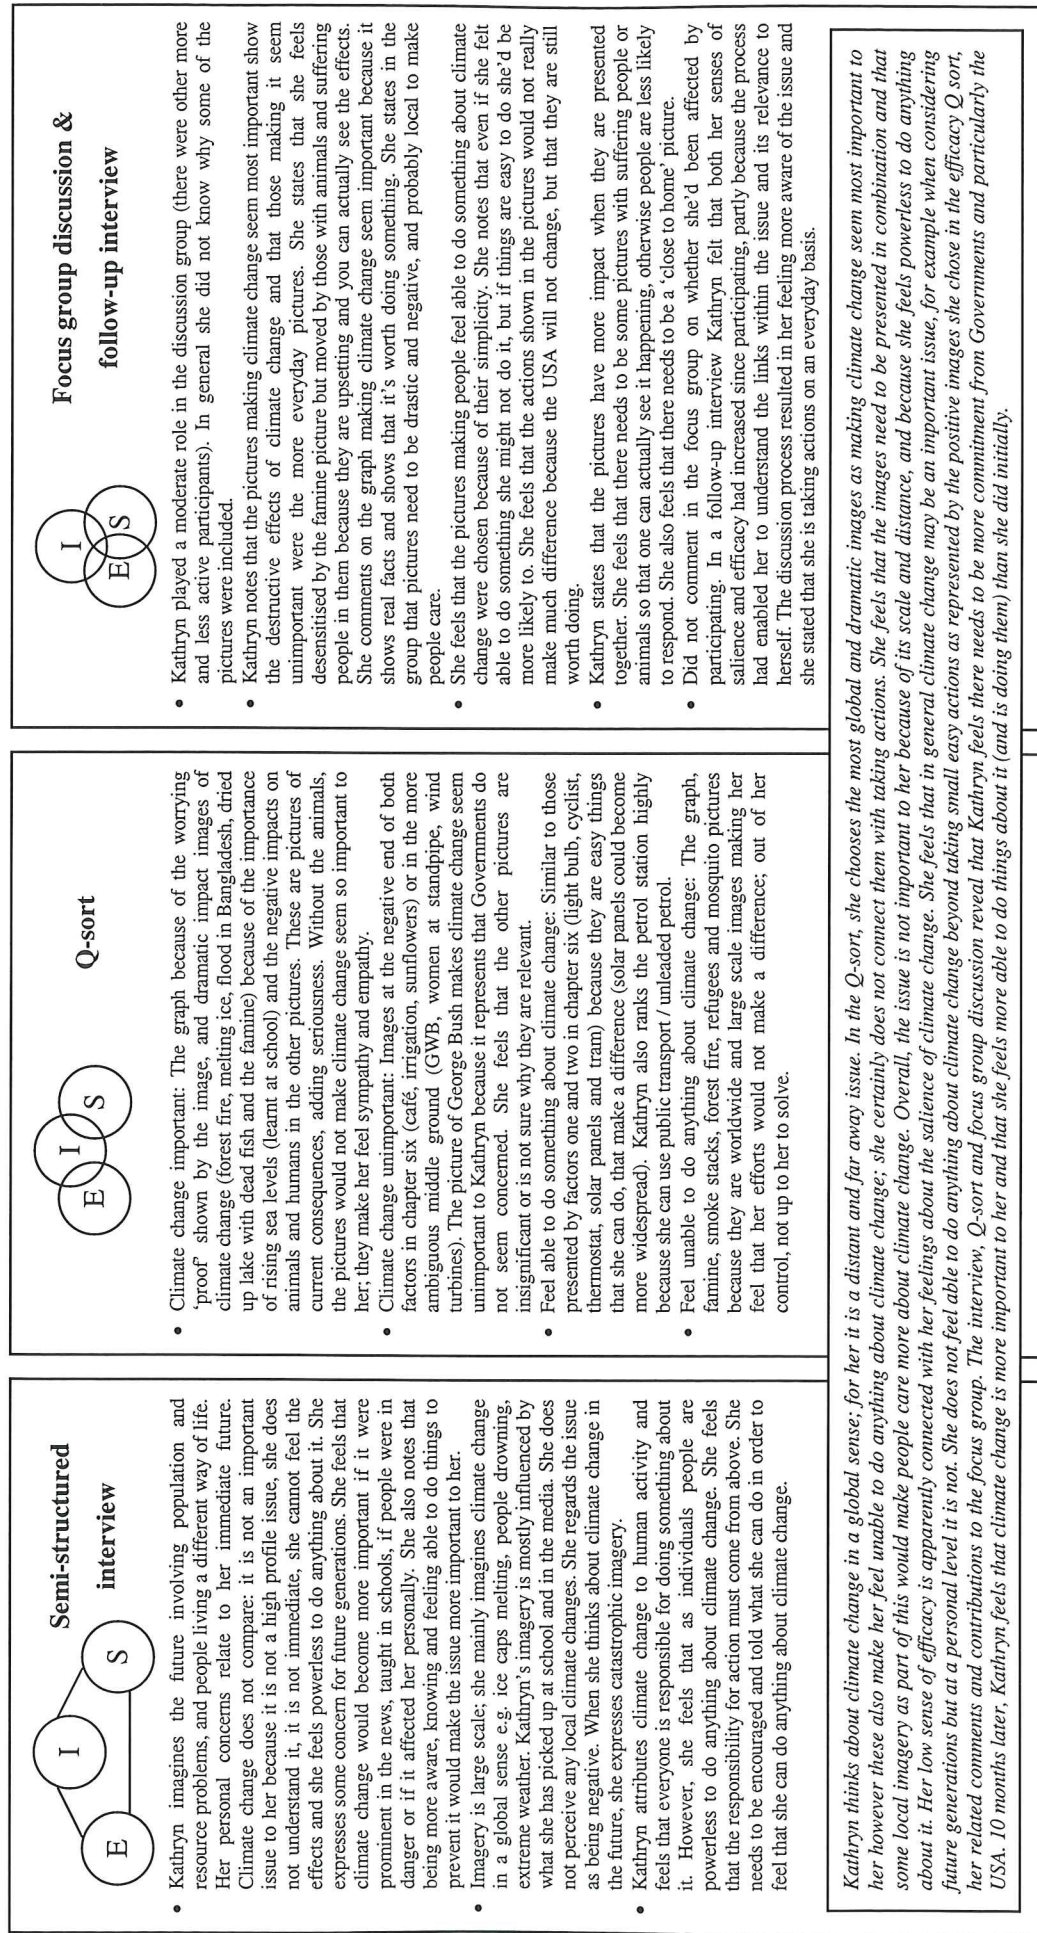 Semi-structured
interview
E
I
S
• Kathryn imagines the future involving population and
resource problems, and people living a different way of life.
Her personal concerns relate to her immediate future.
Climate change does not compare: it is not an important
issue to her because it is not a high profile issue, she does
not understand it, it is not immediate, she cannot feel the
effects and she feels powerless to do anything about it. She
expresses some concern for future generations. She feels that
climate change would become more important if it were
prominent in the news, taught in schools, if people were in
danger or if it affected her personally. She also notes that
being more aware, knowing and feeling able to do things to
prevent it would make the issue more important to her.
• Imagery is large scale; she mainly imagines climate change
in a global sense e.g. ice caps melting, people drowning,
extreme weather. Kathryn's imagery is mostly influenced by
what she has picked up at school and in the media. She does
not perceive any local climate changes. She regards the issue
as being negative. When she thinks about climate change in
the future, she expresses catastrophic imagery.
• Kathryn attributes climate change to human activity and
feels that everyone is responsible for doing something about
it. However, she feels that as individuals people are
powerless to do anything about climate change. She feels
that the responsibility for action must come from above. She
needs to be encouraged and told what she can do in order to
feel that she can do anything about climate change.
Q-sort
E
I
S
• Climate change important: The graph because of the worrying
'proof' shown by the image, and dramatic impact images of
climate change (forest fire, melting ice, flood in Bangladesh, dried
up lake with dead fish and the famine) because of the importance
of rising sea levels (learnt at school) and the negative impacts on
animals and humans in the other pictures. These are pictures of
current consequences, adding seriousness. Without the animals,
the pictures would not make climate change seem so important to
her; they make her feel sympathy and empathy.
• Climate change unimportant: Images at the negative end of both
factors in chapter six (café, irrigation, sunflowers) or in the more
ambiguous middle ground (GWB, women at standpipe, wind
turbines). The picture of George Bush makes climate change seem
unimportant to Kathryn because it represents that Governments do
not seem concerned. She feels that the other pictures are
insignificant or is not sure why they are relevant.
• Feel able to do something about climate change: Similar to those
presented by factors one and two in chapter six (light bulb, cyclist,
thermostat, solar panels and tram) because they are easy things
that she can do, that make a difference (solar panels could become
more widespread). Kathryn also ranks the petrol station highly
because she can use public transport / unleaded petrol.
• Feel unable to do anything about climate change: The graph,
famine, smoke stacks, forest fire, refugees and mosquito pictures
because they are worldwide and large scale images making her
feel that her efforts would not make a difference; out of her
control, not up to her to solve.
Focus group discussion &
follow-up interview
I
E
S
• Kathryn played a moderate role in the discussion group (there were other more
and less active participants). In general she did not know why some of the
pictures were included.
• Kathryn notes that the pictures making climate change seem most important show
the destructive effects of climate change and that those making it seem
unimportant were the more everyday pictures. She states that she feels
desensitised by the famine picture but moved by those with animals and suffering
people in them because they are upsetting and you can actually see the effects.
She comments on the graph making climate change seem important because it
shows real facts and shows that it's worth doing something. She states in the
group that pictures need to be drastic and negative, and probably local to make
people care.
• She feels that the pictures making people feel able to do something about climate
change were chosen because of their simplicity. She notes that even if she felt
able to do something she might not do it, but if things are easy to do she'd be
more likely to. She feels that the actions shown in the pictures would not really
make much difference because the USA will not change, but that they are still
worth doing.
• Kathryn states that the pictures have more impact when they are presented
together. She feels that there needs to be some pictures with suffering people or
animals so that one can actually see it happening, otherwise people are less likely
to respond. She also feels that there needs to be a 'close to home' picture.
• Did not comment in the focus group on whether she'd been affected by
participating. In a follow-up interview Kathryn felt that both her senses of
salience and efficacy had increased since participating, partly because the process
had enabled her to understand the links within the issue and its relevance to
herself. The discussion process resulted in her feeling more aware of the issue and
she stated that she is taking actions on an everyday basis.
Kathryn thinks about climate change in a global sense; for her it is a distant and far away issue. In the Q-sort, she chooses the most global and dramatic images as making climate change seem most important to
her however these also make her feel unable to do anything about climate change; she certainly does not connect them with taking actions. She feels that the images need to be presented in combination and that
some local imagery as part of this would make people care more about climate change. Overall, the issue is not important to her because of its scale and distance, and because she feels powerless to do anything
about it. Her low sense of efficacy is apparently connected with her feelings about the salience of climate change. She feels that in general climate change may be an important issue, for example when considering
future generations but at a personal level it is not. She does not feel able to do anything about climate change beyond taking small easy actions as represented by the positive images she chose in the efficacy Q sort,
her related comments and contributions to the focus group. The interview, Q-sort and focus group discussion reveal that Kathryn feels there needs to be more commitment from Governments and particularly the
USA. 10 months later, Kathryn feels that climate change is more important to her and that she feels more able to do things about it (and is doing them) than she did initially.